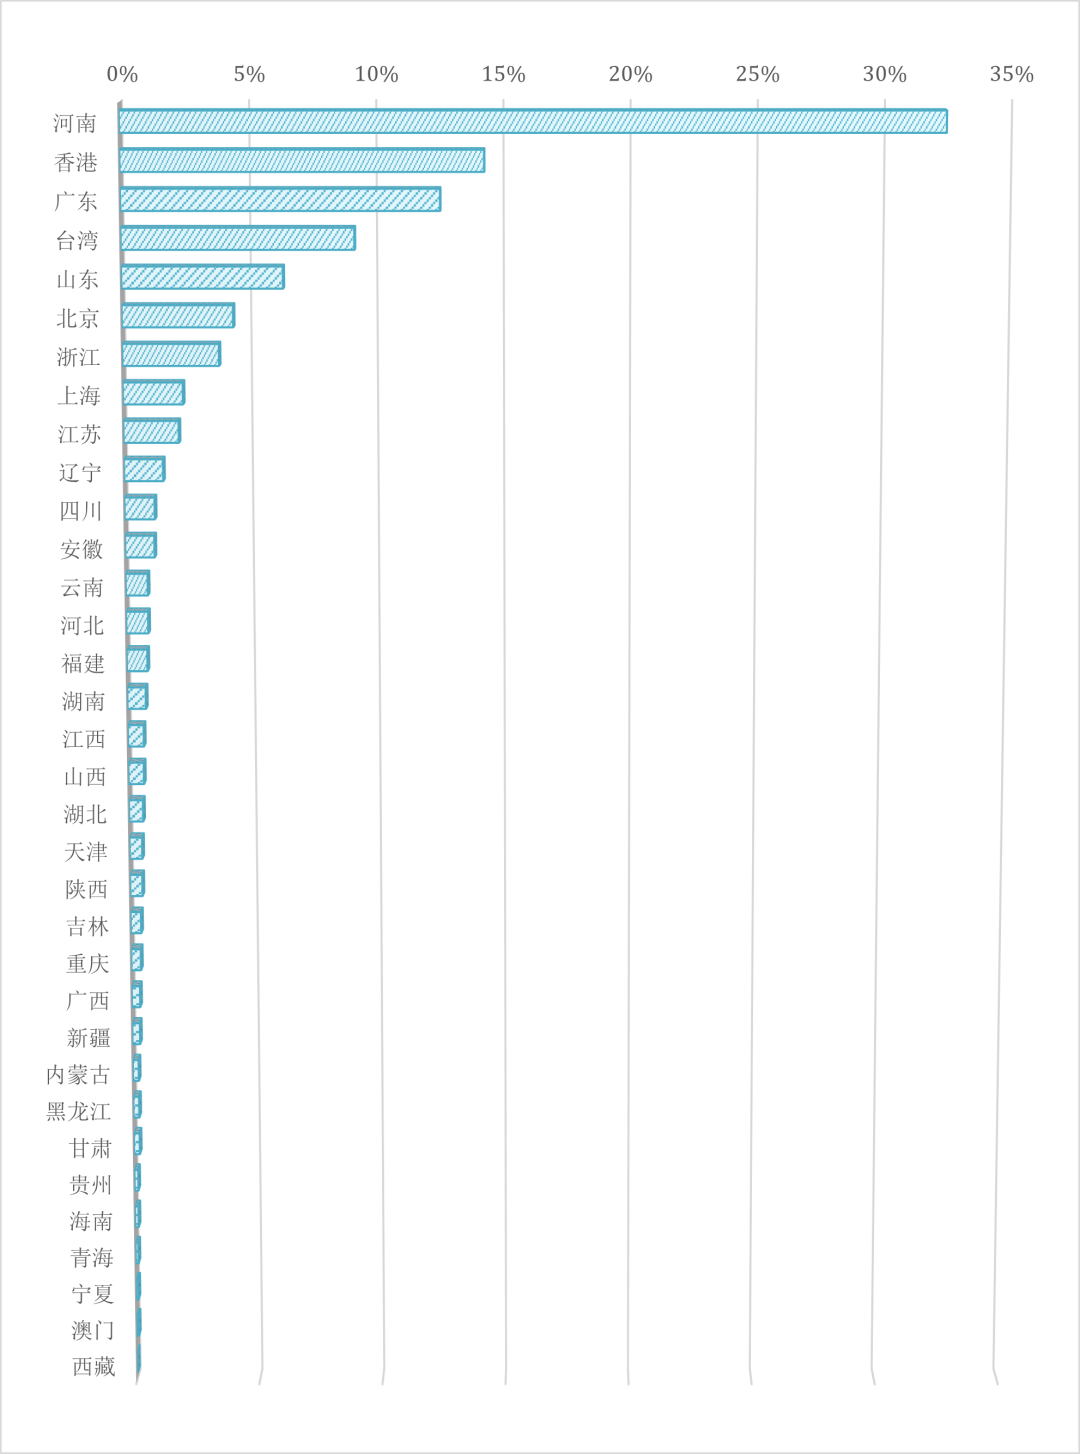 0% 5% 10% 15% 20% 25% 30% 35%
河南
香港
广东
台湾
山东
北京
浙江
上海
江苏
辽宁
四川
安徽
云南
河北
福建
湖南
江西
山西
湖北
天津
陕西
吉林
重庆
广西
新疆
内蒙古
黑龙江
甘肃
贵州
海南
青海
宁夏
澳门
西藏